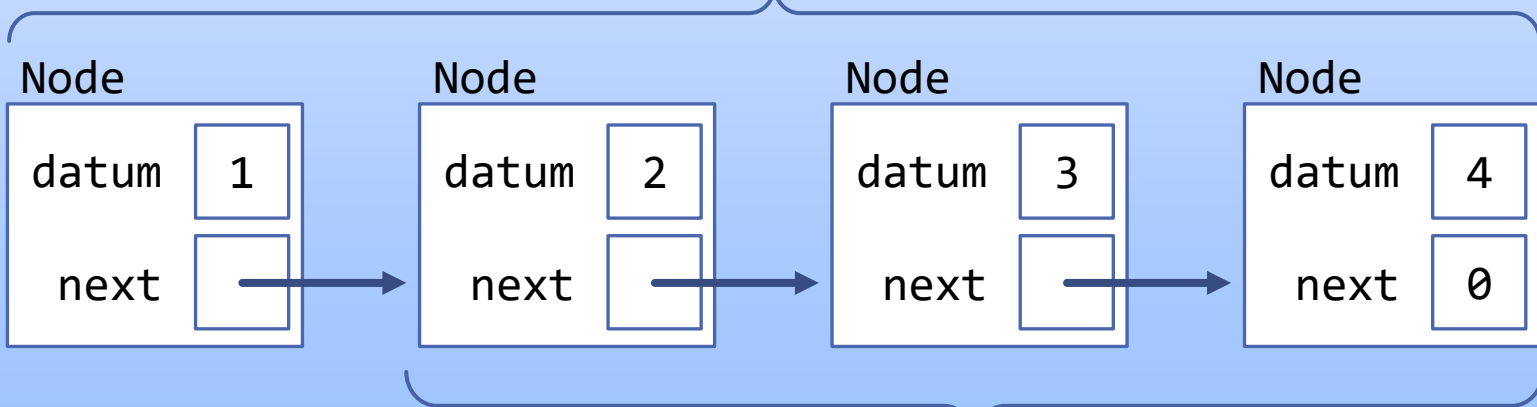 Node Node Node Node
datum 1 datum 2 datum 3 datum 4
next next next next 0